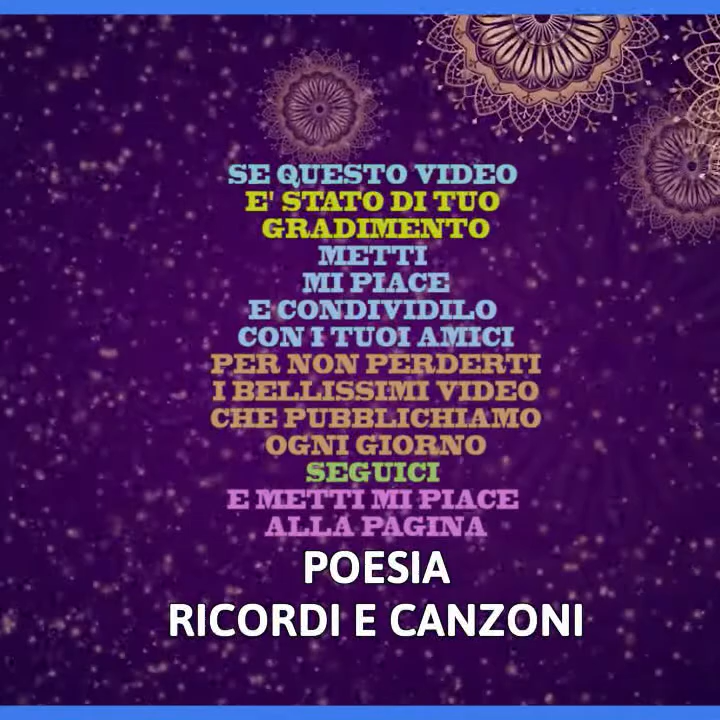 SE QUESTO VIDEO
E' STATO DI TUO
GRADIMENTO
METTI
MI PIACE
E CONDIVIDILO
CON I TUOI AMICI
PER NON PERDERTI
I BELLISSIMI VIDEO
CHE PUBBLICHIAMO
OGNI GIORNO
SEGUICI
E METTI MI PIACE
ALLA PAGINA
POESIA
RICORDI E CANZONI